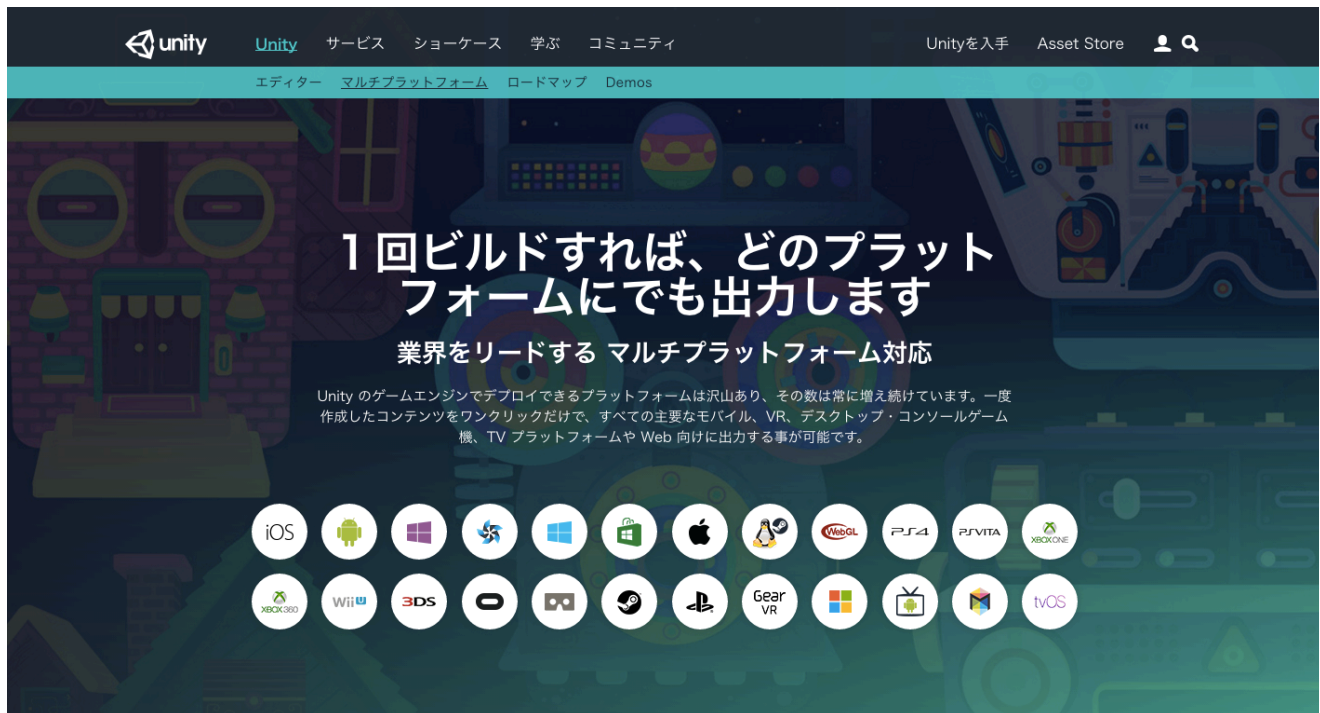 unity Unity サービス ショーケース 学ぶ コミュニティ Unityを入手 Asset Store
エディター マルチプラットフォーム ロードマップ Demos
１回ビルドすれば、どのプラット
フォームにでも出力します
業界をリードする マルチプラットフォーム対応
Unity のゲームエンジンでデプロイできるプラットフォームは沢山あり、その数は常に増え続けています。一度
作成したコンテンツをワンクリックだけで、すべての主要なモバイル、VR、デスクトップ・コンソールゲーム
機、TV プラットフォームや Web 向けに出力する事が可能です。
iOS WebGL PS4 PSVITA XBOXONE
XBOX360 WiiU 3DS Gear VR tvOS